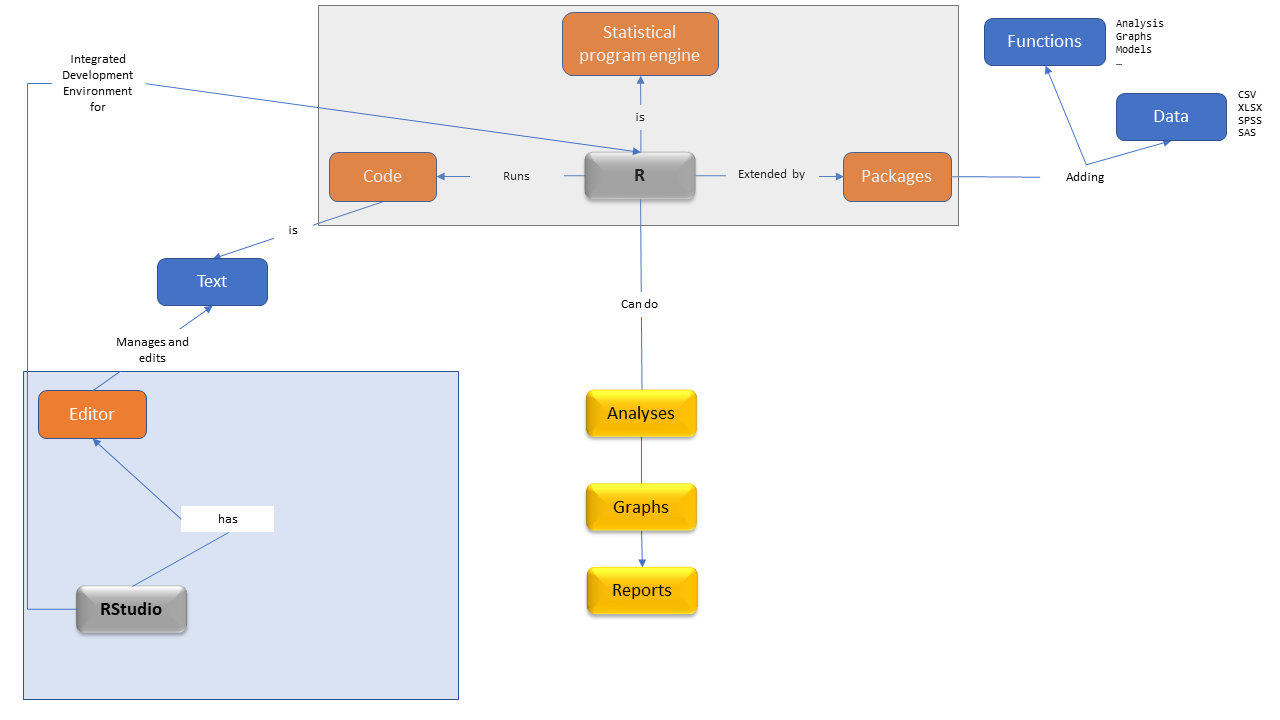 Statistical
program engine
Functions
Analysis
Graphs
Models
…
Integrated
Development
Environment
for
Data
CSV
XLSX
SPSS
SAS
is
Code
Runs
R
Extended by
Packages
Adding
is
Text
Can do
Manages and
edits
Editor
Analyses
Graphs
has
Reports
RStudio